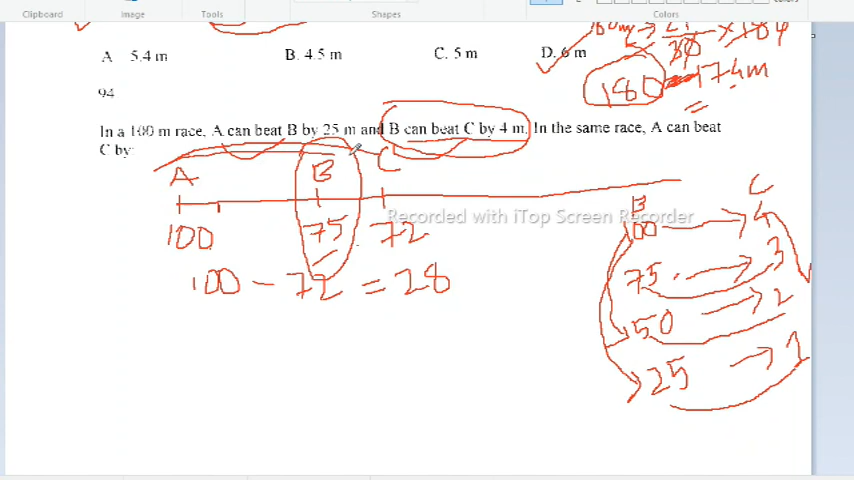 Clipboard Image Tools Shapes Colors
21
A 5.4 m B. 4.5 m C. 5 m D. 6 m
180 174m
94
In a 100 m race, A can beat B by 25 m and B can beat C by 4 m. In the same race, A can beat
C by:
A B C
B C
Recorded with iTop Screen Recorder
100 75 72
100 → 4
100 - 72 = 28
75 → 3
50 → 2
25 → 1